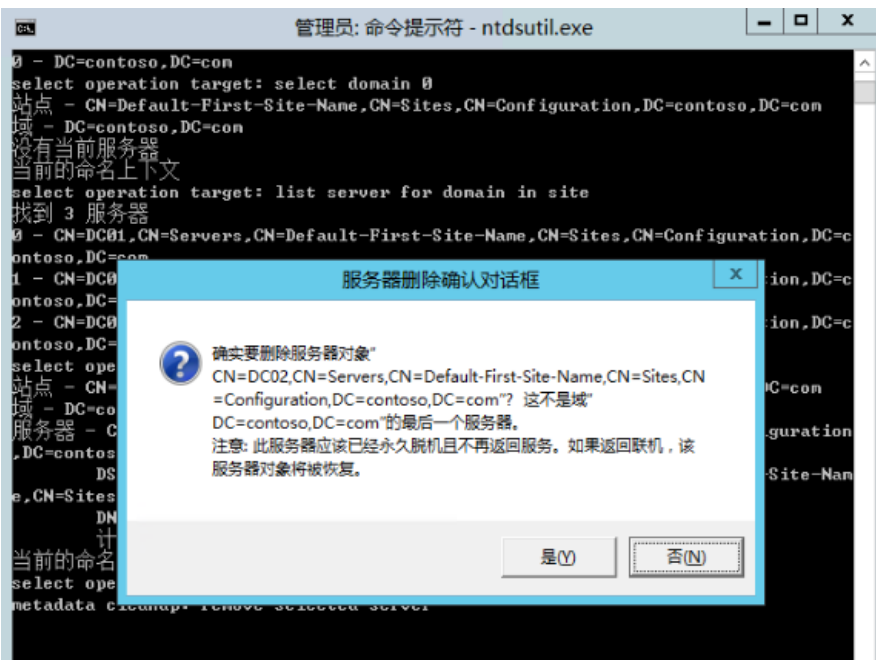 管理员: 命令提示符 - ntdsutil.exe
0 - DC=contoso,DC=com
select operation target: select domain 0
站点 - CN=Default-First-Site-Name,CN=Sites,CN=Configuration,DC=contoso,DC=com
域 - DC=contoso,DC=com
没有当前服务器
当前的命名上下文
select operation target: list server for domain in site
找到 3 服务器
0 - CN=DC01,CN=Servers,CN=Default-First-Site-Name,CN=Sites,CN=Configuration,DC=c
ontoso,DC=com
1 - CN=DC0
ion,DC=c
ontoso,DC=
2 - CN=DC0
ion,DC=c
ontoso,DC=
select ope
站点 - CN=
DC=com
域 - DC=co
服务器 - C
guration
,DC=contos
DS
-Site-Nam
e,CN=Sites
DN
计
当前的命名
select ope
metadata cleanup: remove selected server
服务器删除确认对话框
确实要删除服务器对象"
CN=DC02,CN=Servers,CN=Default-First-Site-Name,CN=Sites,CN
=Configuration,DC=contoso,DC=com"? 这不是域"
DC=contoso,DC=com"的最后一个服务器。
注意: 此服务器应该已经永久脱机且不再返回服务。如果返回联机，该
服务器对象将被恢复。
是(Y)
否(N)